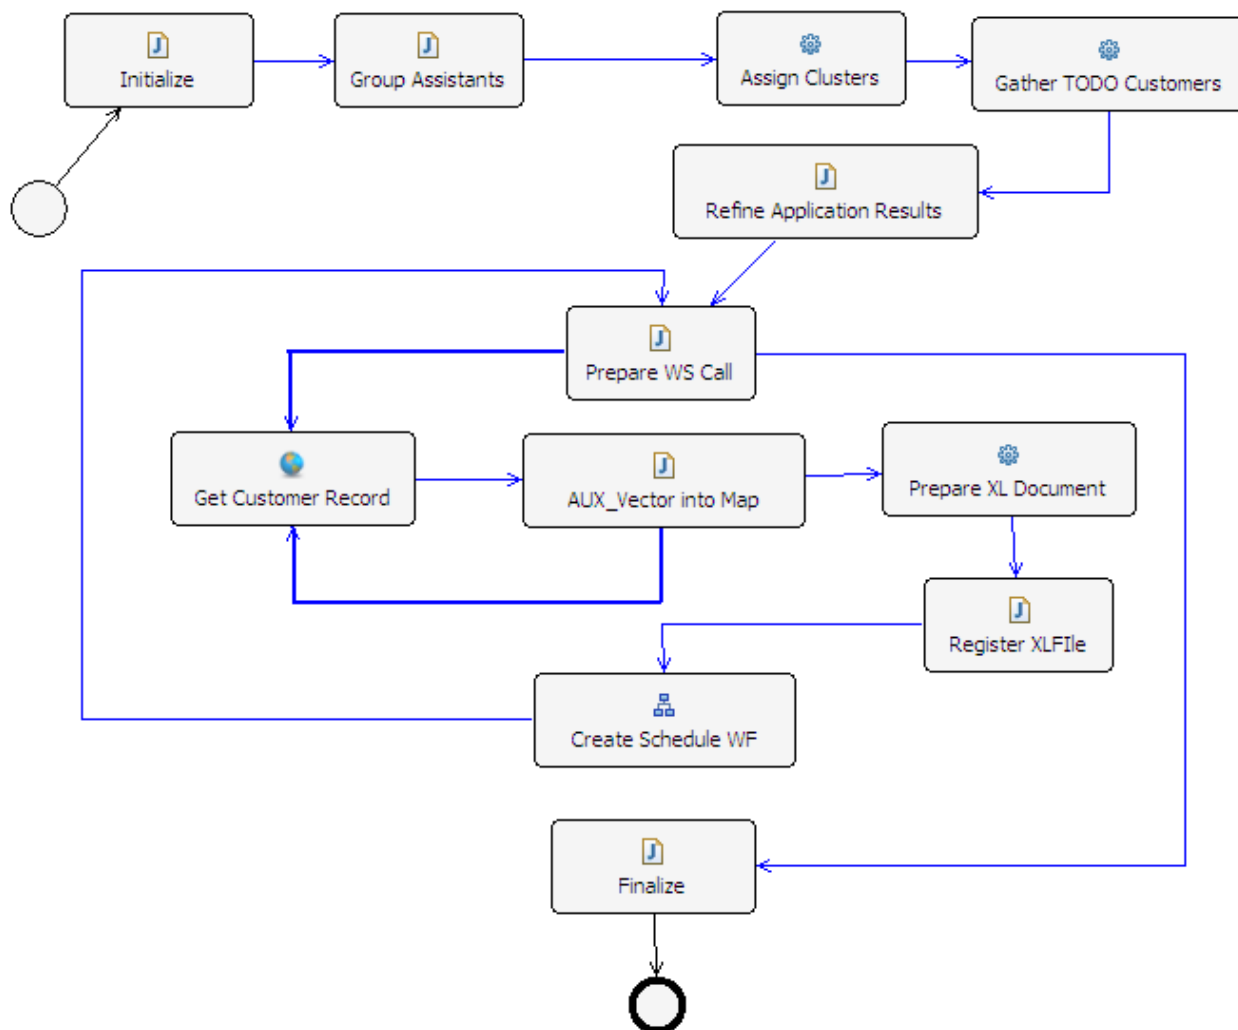 Initialize
Group Assistants
Assign Clusters
Gather TODO Customers
Refine Application Results
Prepare WS Call
Get Customer Record
AUX_Vector into Map
Prepare XL Document
Register XLFIle
Create Schedule WF
Finalize